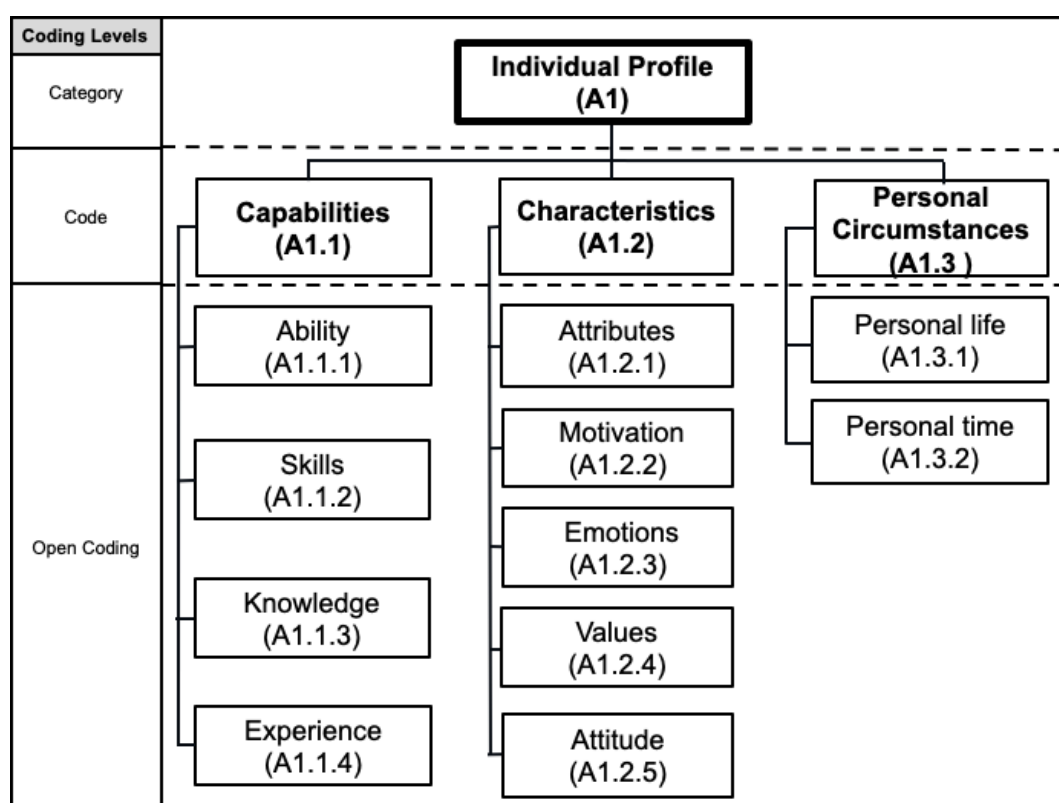 Coding Levels
Category
Individual Profile
(A1)
Code
Capabilities
(A1.1)
Characteristics
(A1.2)
Personal
Circumstances
(A1.3 )
Open Coding
Ability
(A1.1.1)
Skills
(A1.1.2)
Knowledge
(A1.1.3)
Experience
(A1.1.4)
Attributes
(A1.2.1)
Motivation
(A1.2.2)
Emotions
(A1.2.3)
Values
(A1.2.4)
Attitude
(A1.2.5)
Personal life
(A1.3.1)
Personal time
(A1.3.2)